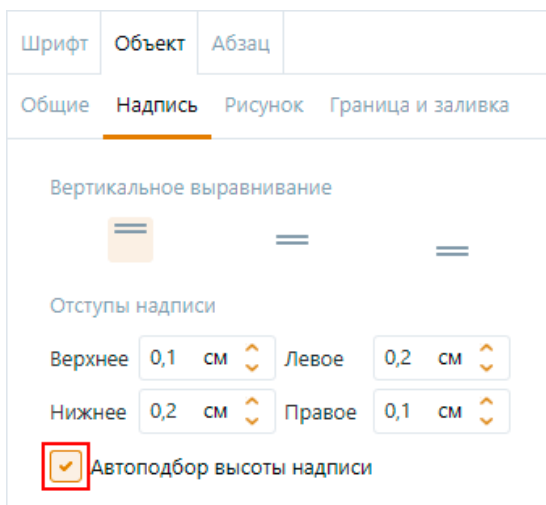 Шрифт Объект Абзац
Общие Надпись Рисунок Граница и заливка
Вертикальное выравнивание
Отступы надписи
Верхнее 0,1 см Левое 0,2 см
Нижнее 0,2 см Правое 0,1 см
Автоподбор высоты надписи